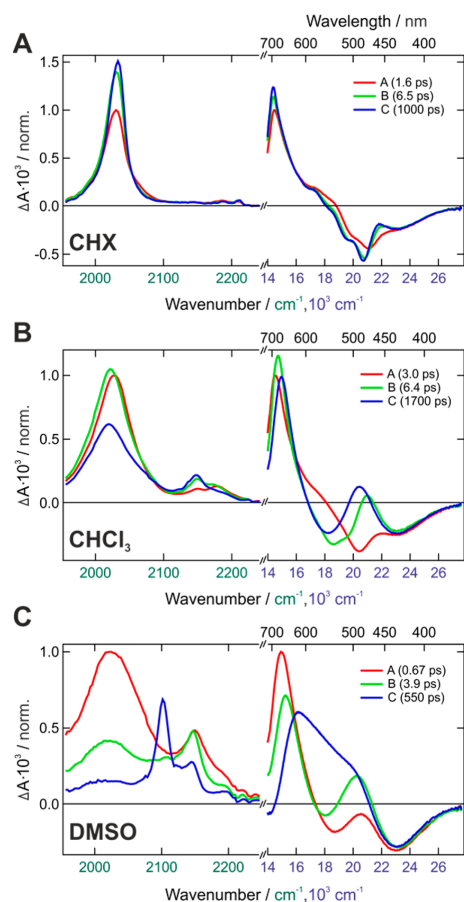 Wavelength / nm
A
700 600 500 450 400
1.5
1.0
0.5
0.0
-0.5
ΔA·10³ / norm.
A (1.6 ps)
B (6.5 ps)
C (1000 ps)
CHX
2000 2100 2200 14 16 18 20 22 24 26
Wavenumber / cm⁻¹,10³ cm⁻¹
B
700 600 500 450 400
1.0
0.5
0.0
ΔA·10³ / norm.
A (3.0 ps)
B (6.4 ps)
C (1700 ps)
CHCl₃
2000 2100 2200 14 16 18 20 22 24 26
Wavenumber / cm⁻¹,10³ cm⁻¹
C
700 600 500 450 400
1.0
0.5
0.0
ΔA·10³ / norm.
A (0.67 ps)
B (3.9 ps)
C (550 ps)
DMSO
2000 2100 2200 14 16 18 20 22 24 26
Wavenumber / cm⁻¹,10³ cm⁻¹